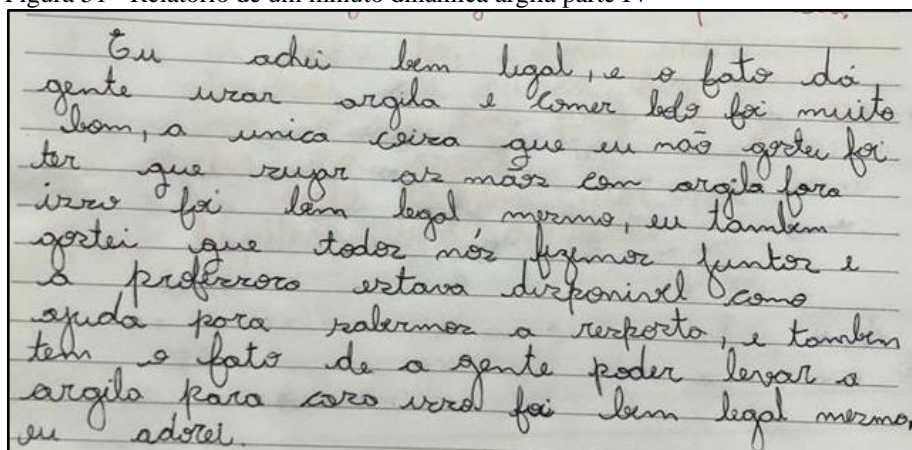 Figura 31 - Relatório de um minuto dinâmica argila parte IV
Eu achei bem legal, e o fato da
gente usar argila e comer bolo foi muito
bom, a unica coisa que eu não gostei foi
ter que sujar as mãos com argila fora
isso foi bem legal mesmo, eu também
gostei que todos nós fizemos juntos e
a professora estava disponivel como
ajuda para sabermos a resposta, e tambem
tem o fato de a gente poder levar a
argila para casa isso foi bem legal mesmo,
eu adorei.